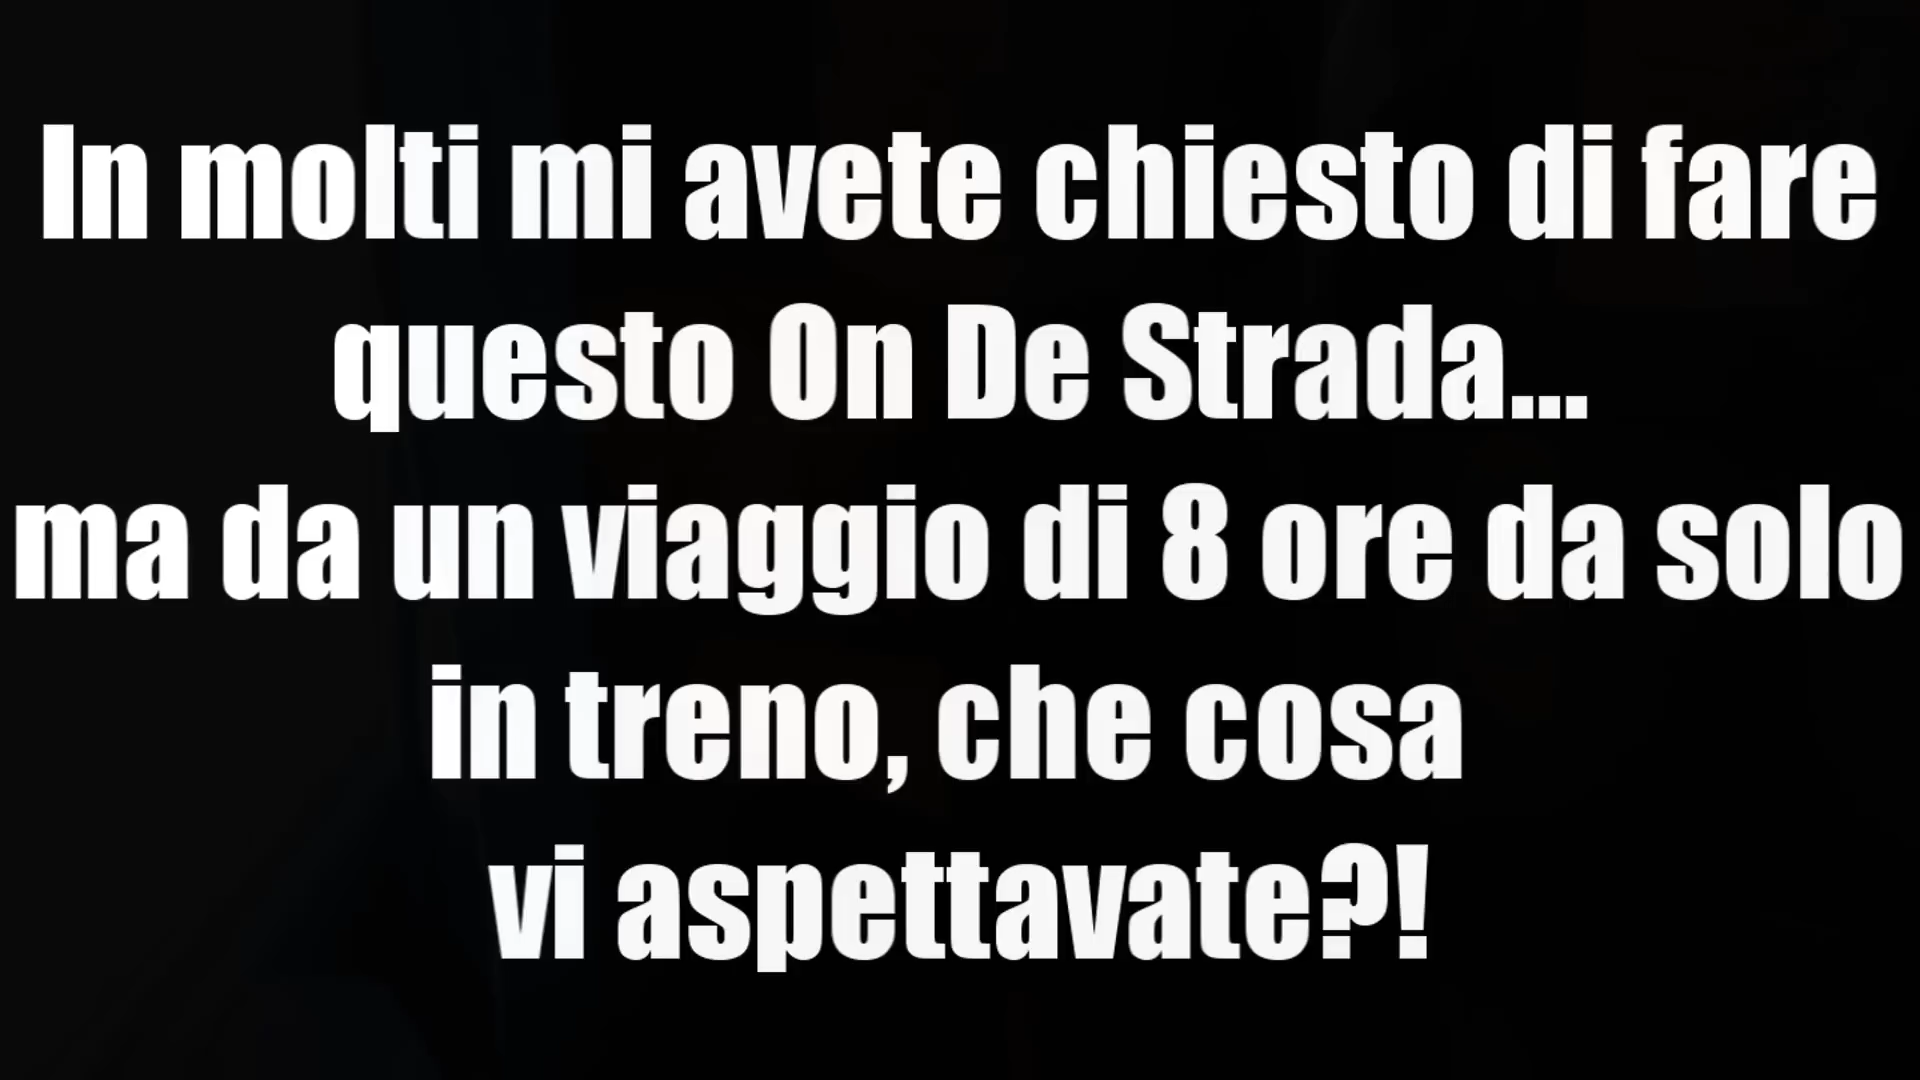 In molti mi avete chiesto di fare
questo On De Strada...
ma da un viaggio di 8 ore da solo
in treno, che cosa
vi aspettavate?!